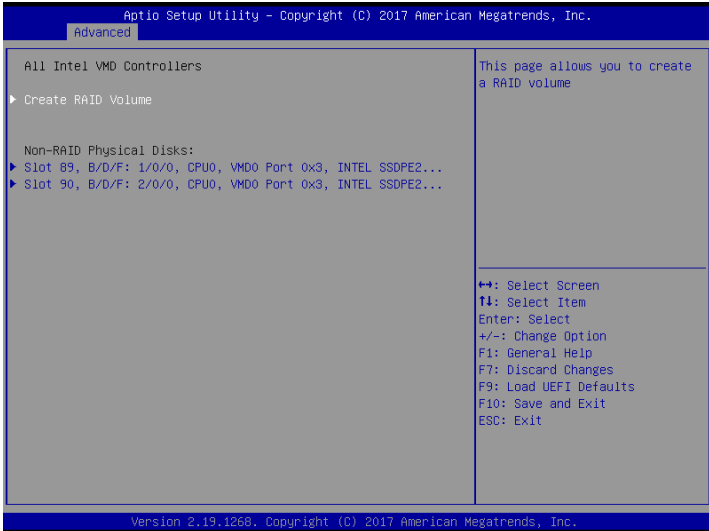 Aptio Setup Utility – Copyright (C) 2017 American Megatrends, Inc.
Advanced
All Intel VMD Controllers
Create RAID Volume
Non-RAID Physical Disks:
Slot 89, B/D/F: 1/0/0, CPU0, VMD0 Port 0x3, INTEL SSDPE2...
Slot 90, B/D/F: 2/0/0, CPU0, VMD0 Port 0x3, INTEL SSDPE2...
This page allows you to create
a RAID volume
↔: Select Screen
↑↓: Select Item
Enter: Select
+/-: Change Option
F1: General Help
F7: Discard Changes
F9: Load UEFI Defaults
F10: Save and Exit
ESC: Exit
Version 2.19.1268. Copyright (C) 2017 American Megatrends, Inc.